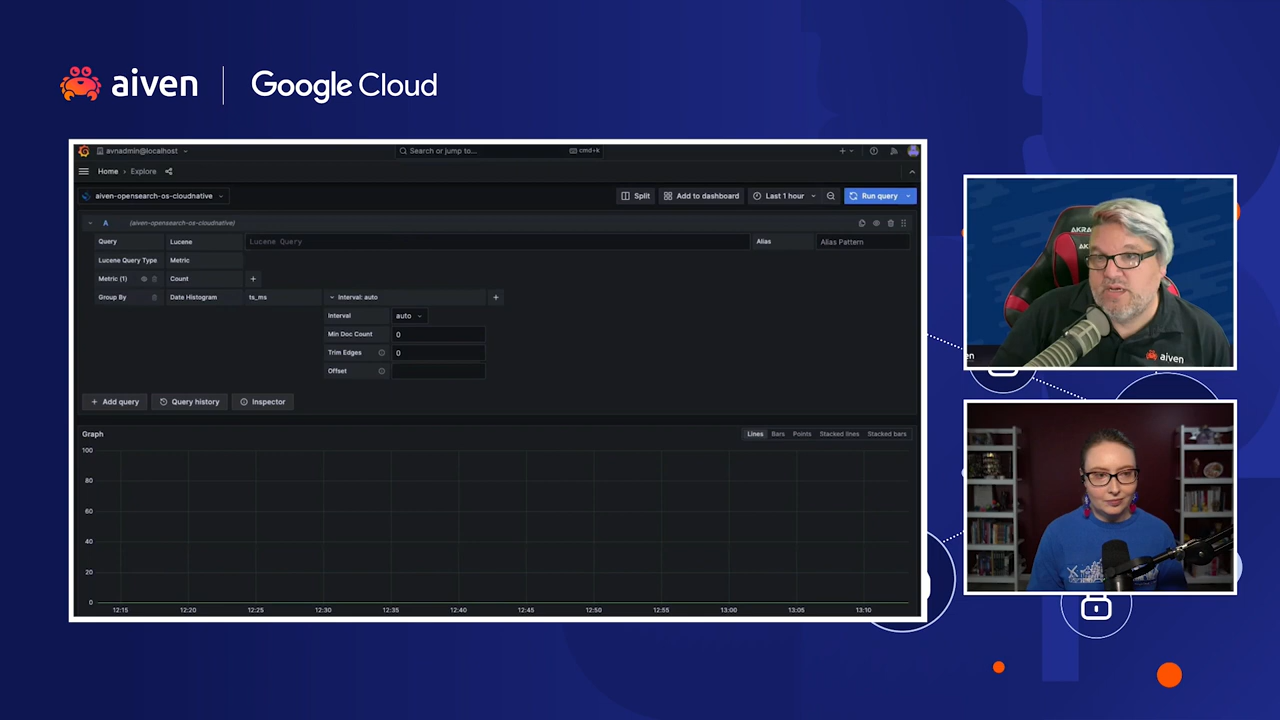 aiven
Google Cloud
avnadmin@localhost
Search or jump to...
cmd+k
Home › Explore
aiven-opensearch-os-cloudnative
Split
Add to dashboard
Last 1 hour
Run query
A (aiven-opensearch-os-cloudnative)
Query Lucene Lucene Query Alias Alias Pattern
Lucene Query Type Metric
Metric (1) Count +
Group By Date Histogram ts_ms Interval: auto +
Interval auto
Min Doc Count 0
Trim Edges 0
Offset
+ Add query Query history Inspector
Graph Lines Bars Points Stacked lines Stacked bars
100
80
60
40
20
0
12:15 12:20 12:25 12:30 12:35 12:40 12:45 12:50 12:55 13:00 13:05 13:10
aiven